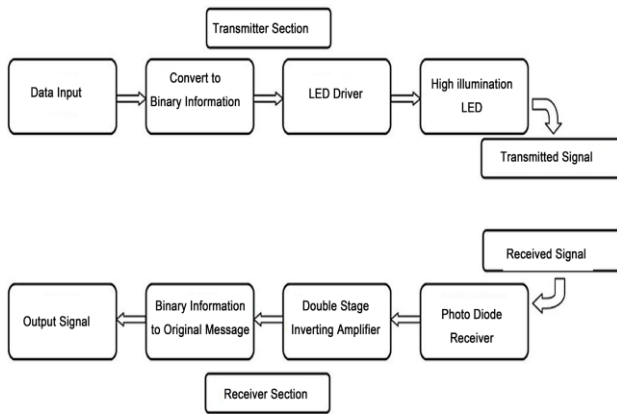 Transmitter Section
Data Input
Convert to
Binary Information
LED Driver
High illumination
LED
Transmitted Signal
Received Signal
Output Signal
Binary Information
to Original Message
Double Stage
Inverting Amplifier
Photo Diode
Receiver
Receiver Section